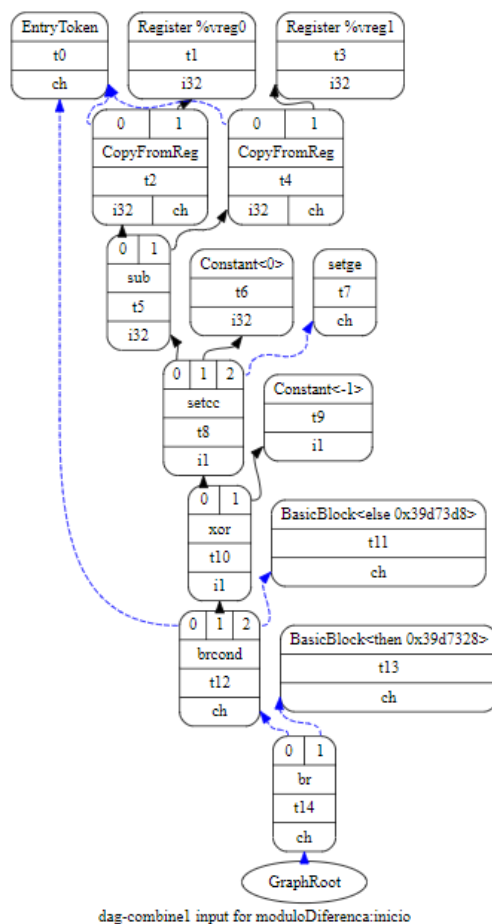 EntryToken
t0
ch
Register %vreg0
t1
i32
Register %vreg1
t3
i32
0 1
CopyFromReg
t2
i32 ch
0 1
CopyFromReg
t4
i32 ch
0 1
sub
t5
i32
Constant<0>
t6
i32
setge
t7
ch
0 1 2
setcc
t8
i1
Constant<-1>
t9
i1
0 1
xor
t10
i1
BasicBlock<else 0x39d73d8>
t11
ch
0 1 2
brcond
t12
ch
BasicBlock<then 0x39d7328>
t13
ch
0 1
br
t14
ch
GraphRoot
dag-combine1 input for moduloDiferenca:inicio